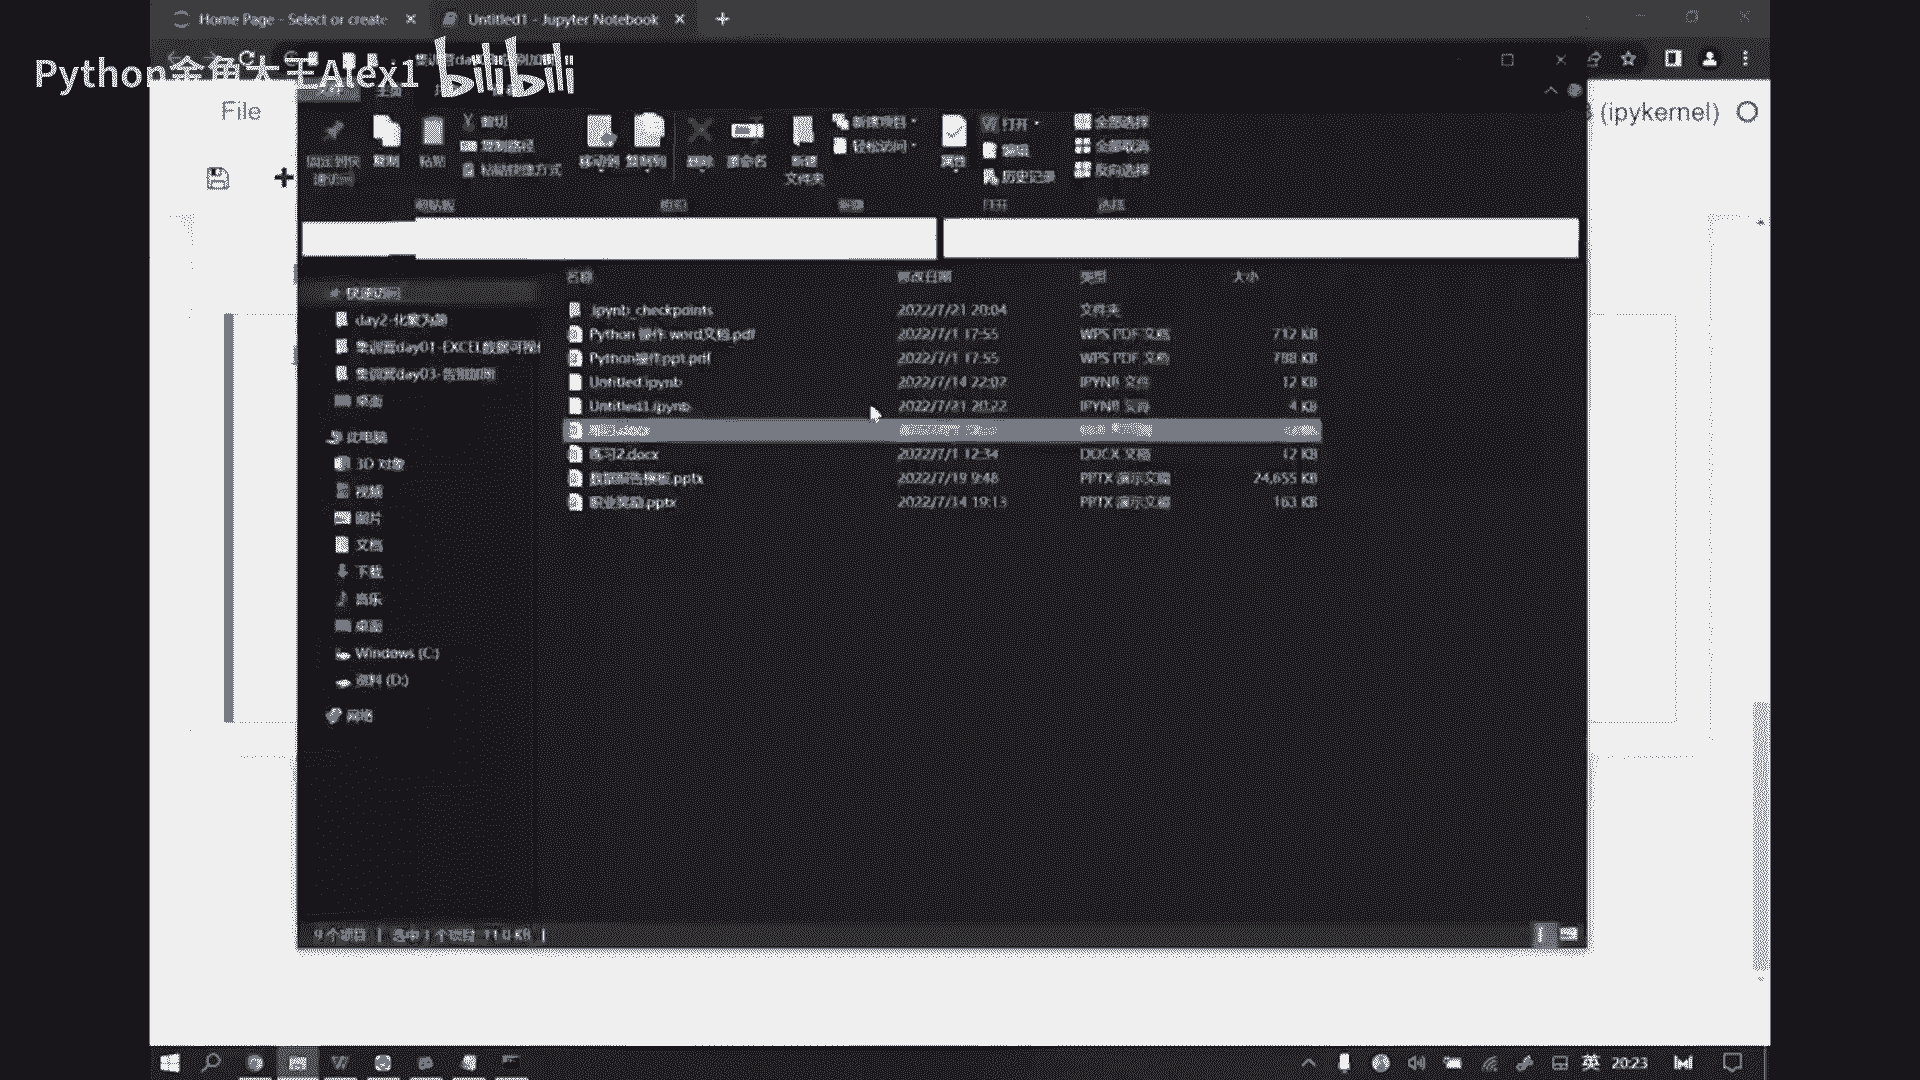 Home Page - Select or create
Untitled1 - Jupyter Notebook
Python金角大王Alex1
bilibili
File
(ipykernel)
剪切
复制路径
粘贴快捷方式
固定到快
速访问
复制
粘贴
移动到
复制到
删除
重命名
新建
文件夹
新建项目
轻松访问
属性
打开
编辑
历史记录
全部选择
全部取消
反向选择
剪贴板
组织
新建
打开
选择
名称 修改日期 类型 大小
快速访问
day2-化繁为简
集训营day01-EXCEL数据可视化
集训营day03-告别加班
桌面
此电脑
3D 对象
视频
图片
文档
下载
音乐
桌面
Windows (C:)
资料 (D:)
网络
.ipynb_checkpoints 2022/7/21 20:04 文件夹
Python 操作 word文档.pdf 2022/7/1 17:55 WPS PDF 文档 712 KB
Python操作ppt.pdf 2022/7/1 17:55 WPS PDF 文档 788 KB
Untitled.ipynb 2022/7/14 22:02 IPYNB 文件 12 KB
Untitled1.ipynb 2022/7/21 20:22 IPYNB 文件 4 KB
.docx
练习2.docx 2022/7/1 12:34 DOCX 文档 12 KB
数据报告模板.pptx 2022/7/19 9:48 PPTX 演示文稿 24,655 KB
职业奖励.pptx 2022/7/14 19:13 PPTX 演示文稿 163 KB
9 个项目 选中 1 个项目 11.0 KB
英 20:23